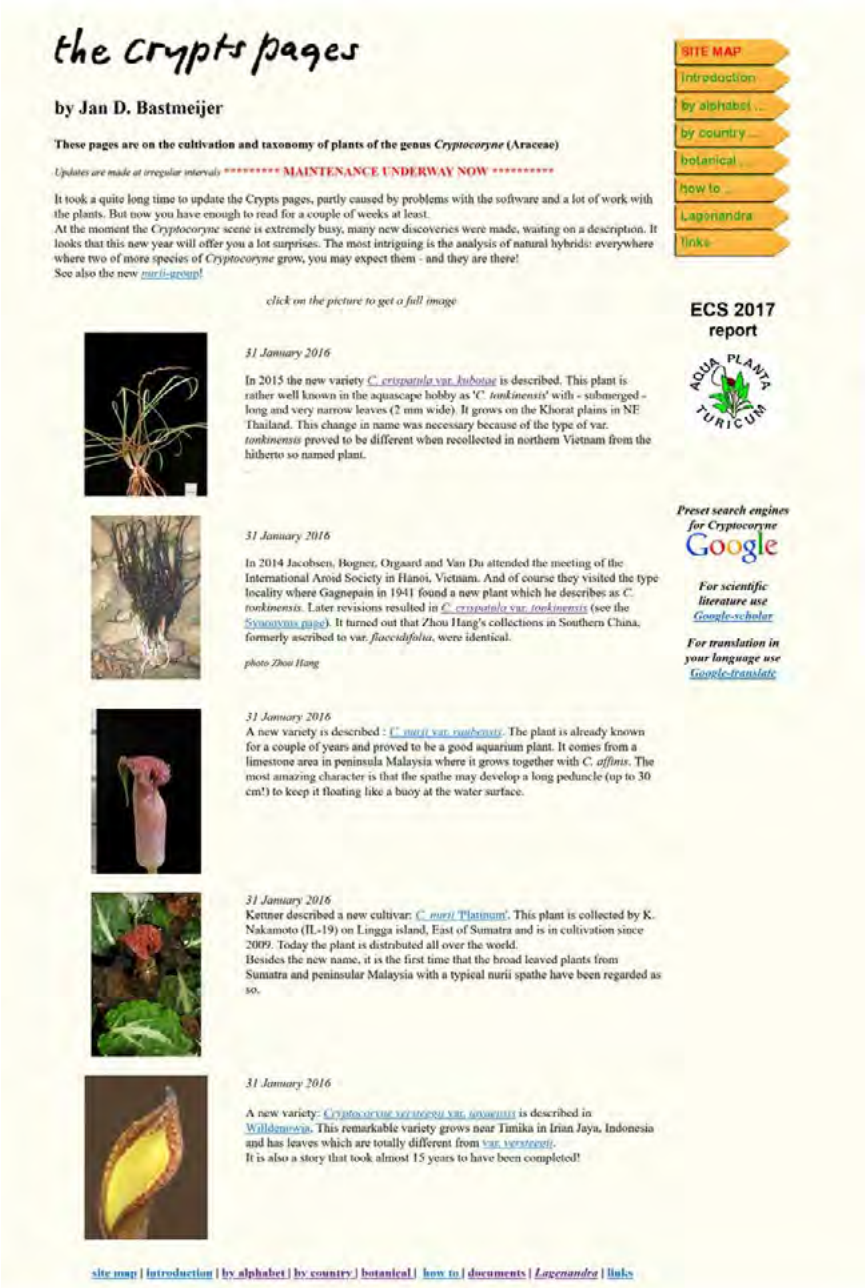 the Crypts pages
by Jan D. Bastmeijer
These pages are on the cultivation and taxonomy of plants of the genus Cryptocoryne (Araceae)
Updates are made at irregular intervals ********* MAINTENANCE UNDERWAY NOW **********
It took a quite long time to update the Crypts pages, partly caused by problems with the software and a lot of work with
the plants. But now you have enough to read for a couple of weeks at least.
At the moment the Cryptocoryne scene is extremely busy, many new discoveries were made, waiting on a description. It
looks that this new year will offer you a lot surprises. The most intriguing is the analysis of natural hybrids: everywhere
where two of more species of Cryptocoryne grow, you may expect them - and they are there!
See also the new nurii-group!
click on the picture to get a full image
31 January 2016
In 2015 the new variety C. crispatula var. kubotae is described. This plant is
rather well known in the aquascape hobby as 'C. tonkinensis' with - submerged -
long and very narrow leaves (2 mm wide). It grows on the Khorat plains in NE
Thailand. This change in name was necessary because of the type of var.
tonkinensis proved to be different when recollected in northern Vietnam from the
hitherto so named plant.
31 January 2016
In 2014 Jacobsen, Bogner, Orgaard and Van Du attended the meeting of the
International Aroid Society in Hanoi, Vietnam. And of course they visited the type
locality where Gagnepain in 1941 found a new plant which he describes as C.
tonkinensis. Later revisions resulted in C. crispatula var. tonkinensis (see the
Synonyms page). It turned out that Zhou Hang's collections in Southern China,
formerly ascribed to var. flaccidifolia, were identical.
photo Zhou Hang
31 January 2016
A new variety is described : C. nurii var. raubensis. The plant is already known
for a couple of years and proved to be a good aquarium plant. It comes from a
limestone area in peninsula Malaysia where it grows together with C. affinis. The
most amazing character is that the spathe may develop a long peduncle (up to 30
cm!) to keep it floating like a buoy at the water surface.
31 January 2016
Kettner described a new cultivar: C. nurii 'Platinum'. This plant is collected by K.
Nakamoto (IL-19) on Lingga island, East of Sumatra and is in cultivation since
2009. Today the plant is distributed all over the world.
Besides the new name, it is the first time that the broad leaved plants from
Sumatra and peninsular Malaysia with a typical nurii spathe have been regarded as
so.
31 January 2016
A new variety: Cryptocoryne versteegii var. jayaensis is described in
Willdenowia. This remarkable variety grows near Timika in Irian Jaya, Indonesia
and has leaves which are totally different from var. versteegii.
It is also a story that took almost 15 years to have been completed!
SITE MAP
introduction
by alphabet ...
by country ...
botanical ...
how to ...
Lagenandra
links
ECS 2017
report
AQUA PLANTA
TURICUM
Preset search engines
for Cryptocoryne
Google
For scientific
literature use
Google-scholar
For translation in
your language use
Google-translate
site map | introduction | by alphabet | by country | botanical | how to | documents | Lagenandra | links